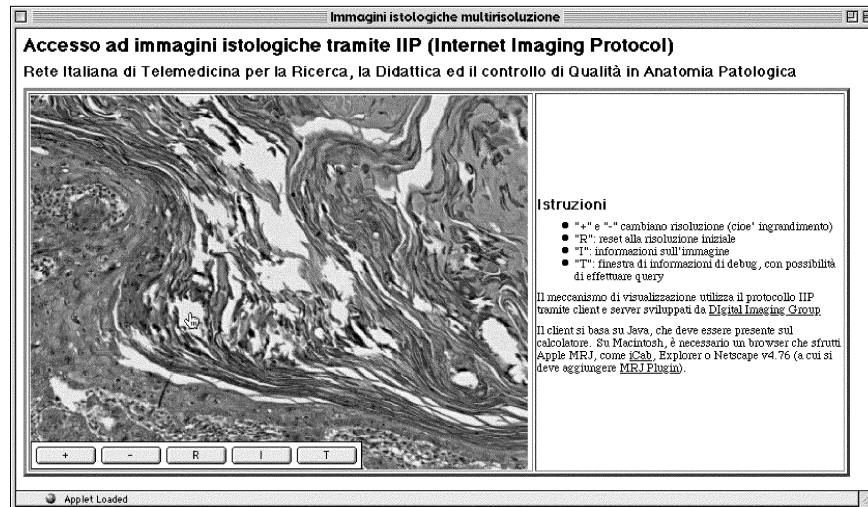 Immagini istologiche multirisoluzione
Accesso ad immagini istologiche tramite IIP (Internet Imaging Protocol)
Rete Italiana di Telemedicina per la Ricerca, la Didattica ed il controllo di Qualità in Anatomia Patologica
Istruzioni
"+" e "-" cambiano risoluzione (cioe' ingrandimento)
"R": reset alla risoluzione iniziale
"I": informazioni sull'immagine
"T": finestra di informazioni di debug, con possibilità
di effettuare query
Il meccanismo di visualizzazione utilizza il protocollo IIP
tramite client e server sviluppati da DIgital Imaging Group
Il client si basa su Java, che deve essere presente sul
calcolatore. Su Macintosh, è necessario un browser che sfrutti
Apple MRJ, come iCab, Explorer o Netscape v4.76 (a cui si
deve aggiungere MRJ Plugin).
+ - R I T
Applet Loaded